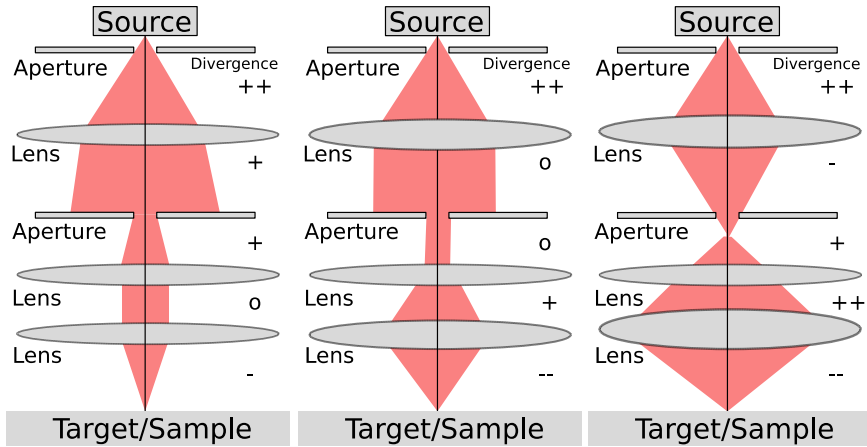 Source
Aperture
Divergence
++
Lens
+
Aperture
+
Lens
o
Lens
-
Target/Sample
Source
Aperture
Divergence
++
Lens
o
Aperture
o
Lens
+
Lens
--
Target/Sample
Source
Aperture
Divergence
++
Lens
-
Aperture
+
Lens
++
Lens
--
Target/Sample